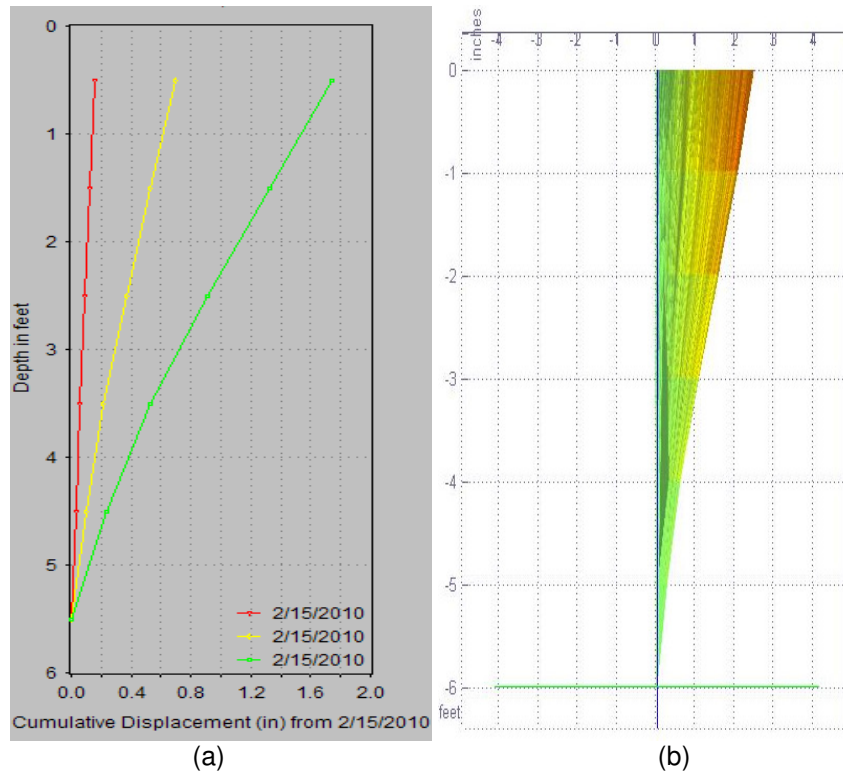 0
1
2
3
4
5
6
Depth in feet
2/15/2010
2/15/2010
2/15/2010
0.0 0.4 0.8 1.2 1.6 2.0
Cumulative Displacement (in) from 2/15/2010
(a)
inches
-4 -3 -2 -1 0 1 2 3 4
0
-1
-2
-3
-4
-5
-6
feet
(b)